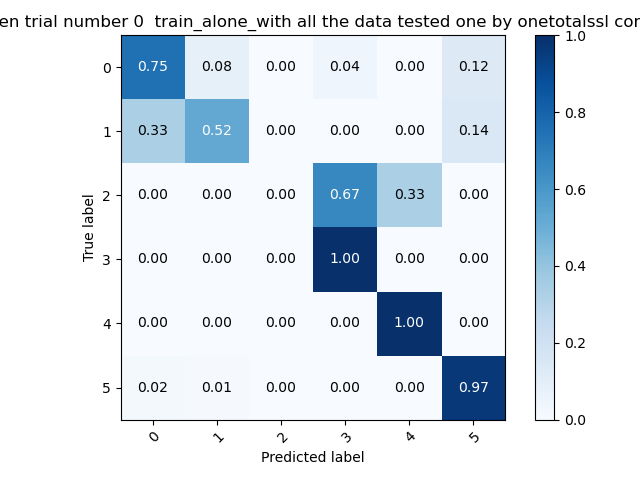 en trial number 0 train_alone_with all the data tested one by onetotalssl con
True label
0 0.75 0.08 0.00 0.04 0.00 0.12
1 0.33 0.52 0.00 0.00 0.00 0.14
2 0.00 0.00 0.00 0.67 0.33 0.00
3 0.00 0.00 0.00 1.00 0.00 0.00
4 0.00 0.00 0.00 0.00 1.00 0.00
5 0.02 0.01 0.00 0.00 0.00 0.97
0 1 2 3 4 5
Predicted label
1.0
0.8
0.6
0.4
0.2
0.0